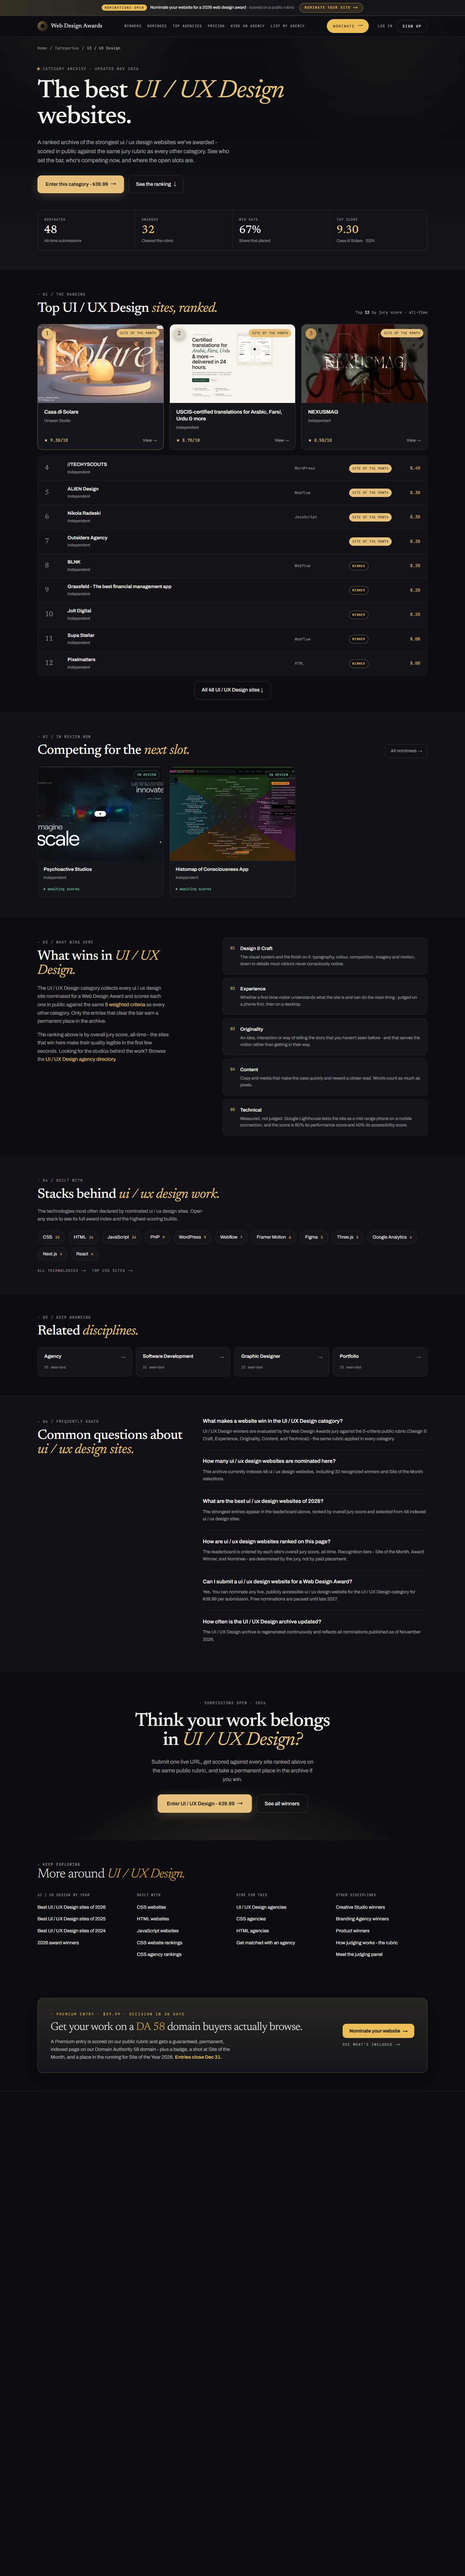 NOMINATIONS OPEN Nominate your website for a 2026 web design award - scored on a public rubric NOMINATE YOUR SITE →
Web Design Awards WINNERS NOMINEES TOP AGENCIES PRICING HIRE AN AGENCY LIST MY AGENCY NOMINATE → LOG IN SIGN UP
Home / Categories / UI / UX Design
CATEGORY ARCHIVE · UPDATED NOV 2026
The best UI / UX Design
websites.
A ranked archive of the strongest ui / ux design websites we've awarded -
scored in public against the same jury rubric as every other category. See who
set the bar, who's competing now, and where the open slots are.
Enter this category - $39.99 →
See the ranking ↓
NOMINATED
48
All-time submissions
AWARDED
32
Cleared the rubric
WIN RATE
67%
Share that placed
TOP SCORE
9.30
Casa di Solare · 2026
· 01 / THE RANKING
Top UI / UX Design sites, ranked.
Top 12 by jury score · all-time
1
SITE OF THE MONTH
Solare
Casa di Solare
Unseen Studio
★ 9.30/10
View →
2
SITE OF THE MONTH
Certified translations for Arabic, Farsi, Urdu & more — delivered in 24 hours.
USCIS-certified translations for Arabic, Farsi,
Urdu & more
Independent
★ 8.70/10
View →
3
SITE OF THE MONTH
NEXUSMAG
NEXUSMAG
Independent
★ 8.50/10
View →
4 //TECHYSCOUTS WordPress SITE OF THE MONTH 8.40
Independent
5 ALIEN Design Webflow SITE OF THE MONTH 8.30
Independent
6 Nikola Radeski JavaScript SITE OF THE MONTH 8.30
Independent
7 Outsiders Agency SITE OF THE MONTH 8.30
Independent
8 BLNK Webflow WINNER 8.20
Independent
9 Grassfeld - The best financial management app WINNER 8.20
Independent
10 Joit Digital WINNER 8.20
Independent
11 Supa Stellar Webflow WINNER 8.00
Independent
12 Pixelmatters HTML WINNER 8.00
Independent
All 48 UI / UX Design sites ↓
· 02 / IN REVIEW NOW
Competing for the next slot.
All nominees →
IN REVIEW
innovate
magine
scale
Psychoactive Studios
Independent
● awaiting scores
IN REVIEW
Histomap of Consciousness App
Independent
● awaiting scores
· 03 / WHAT WINS HERE
What wins in UI / UX
Design.
The UI / UX Design category collects every ui / ux design
site nominated for a Web Design Award and scores each
one in public against the same 5 weighted criteria as every
other category. Only the entries that clear the bar earn a
permanent place in the archive.
The ranking above is by overall jury score, all-time - the sites
that win here make their quality legible in the first few
seconds. Looking for the studios behind the work? Browse
the UI / UX Design agency directory.
01 Design & Craft
The visual system and the finish on it: typography, colour, composition, imagery and motion,
down to details most visitors never consciously notice.
02 Experience
Whether a first time visitor understands what the site is and can do the main thing - judged on
a phone first, then on a desktop.
03 Originality
An idea, interaction or way of telling the story that you haven't seen before - and that serves the
visitor rather than getting in their way.
04 Content
Copy and media that make the case quickly and reward a closer read. Words count as much as
pixels.
05 Technical
Measured, not judged: Google Lighthouse tests the site as a mid-range phone on a mobile
connection, and the score is 60% its performance score and 40% its accessibility score.
· 04 / BUILT WITH
Stacks behind ui / ux design work.
The technologies most often declared by nominated ui / ux design sites. Open
any stack to see its full award index and the highest-scoring builds.
CSS
HTML
JavaScript
PHP
WordPress
Webflow
Framer Motion
Figma
Three.js
Google Analytics
Next.js
React
ALL TECHNOLOGIES → TOP CSS SITES →
· 05 / KEEP BROWSING
Related disciplines.
Agency →
Software Development →
Graphic Designer →
Portfolio →
· 06 / FREQUENTLY ASKED
Common questions about
ui / ux design sites.
What makes a website win in the UI / UX Design category?
UI / UX Design winners are evaluated by the Web Design Awards jury against the 5-criteria public rubric (Design &
Craft, Experience, Originality, Content, and Technical) - the same rubric applied in every category.
How many ui / ux design websites are nominated here?
This archive currently indexes 48 ui / ux design websites, including 32 recognized winners and Site of the Month
selections.
What are the best ui / ux design websites of 2026?
The strongest entries appear in the leaderboard above, ranked by overall jury score and selected from 48 indexed
ui / ux design sites.
How are ui / ux design websites ranked on this page?
The leaderboard is ordered by each site's overall jury score, all-time. Recognition tiers - Site of the Month, Award
Winner, and Nominee - are determined by the jury, not by paid placement.
Can I submit a ui / ux design website for a Web Design Award?
Yes. You can nominate any live, publicly accessible ui / ux design website for the UI / UX Design category for
$39.99 per submission. Free nominations are paused until late 2027.
How often is the UI / UX Design archive updated?
The UI / UX Design archive is regenerated continuously and reflects all nominations published as of November
2026.
· SUBMISSIONS OPEN · 2026
Think your work belongs
in UI / UX Design?
Submit one live URL, get scored against every site ranked above on
the same public rubric, and take a permanent place in the archive if
you win.
Enter UI / UX Design - $39.99 →
See all winners
· KEEP EXPLORING
More around UI / UX Design.
UI / UX DESIGN BY YEAR
Best UI / UX Design sites of 2026
Best UI / UX Design sites of 2025
Best UI / UX Design sites of 2024
2026 award winners
BUILT WITH
CSS websites
HTML websites
JavaScript websites
CSS website rankings
CSS agency rankings
HIRE FOR THIS
UI / UX Design agencies
CSS agencies
HTML agencies
Get matched with an agency
OTHER DISCIPLINES
Creative Studio winners
Branding Agency winners
Product winners
How judging works - the rubric
Meet the judging panel
· PREMIUM ENTRY · $39.99 · DECISION IN 30 DAYS
Get your work on a DA 58 domain buyers actually browse.
A Premium entry is scored on our public rubric and gets a guaranteed, permanent,
indexed page on our Domain Authority 58 domain - plus a badge, a shot at Site of the
Month, and a place in the running for Site of the Year 2026. Entries close Dec 31.
Nominate your website →
SEE WHAT'S INCLUDED →